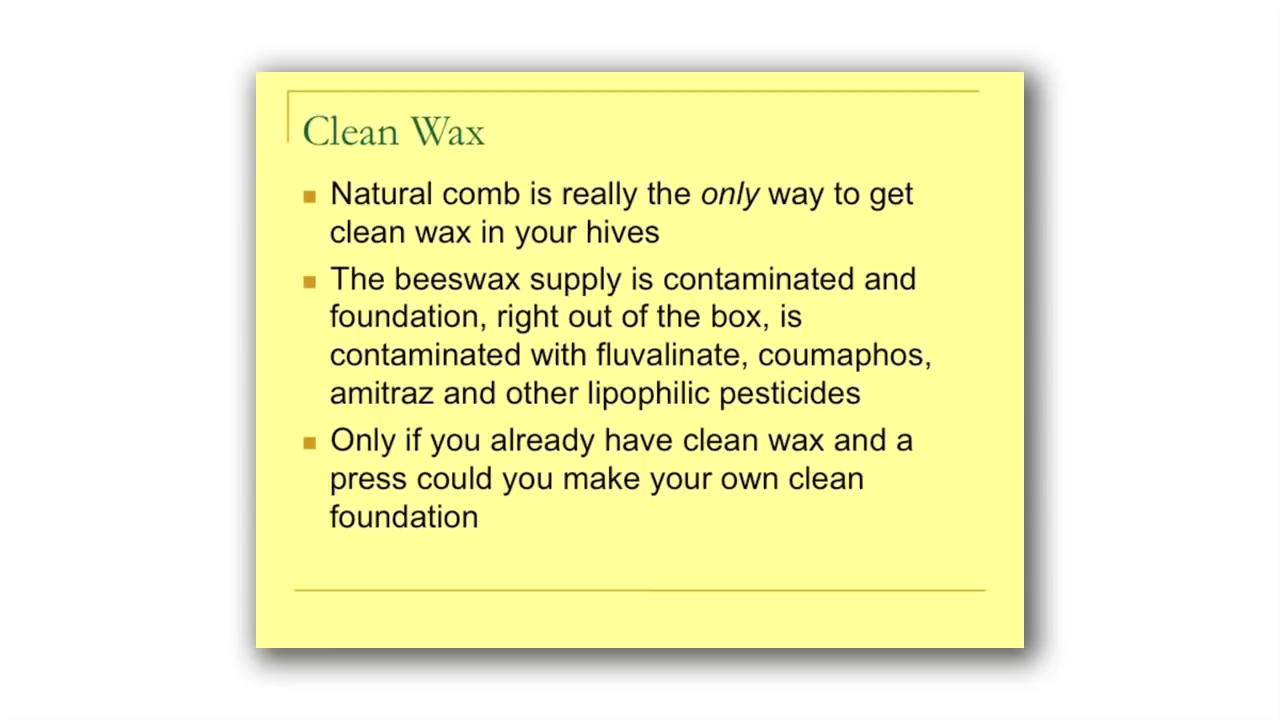 Clean Wax
Natural comb is really the only way to get
clean wax in your hives
The beeswax supply is contaminated and
foundation, right out of the box, is
contaminated with fluvalinate, coumaphos,
amitraz and other lipophilic pesticides
Only if you already have clean wax and a
press could you make your own clean
foundation